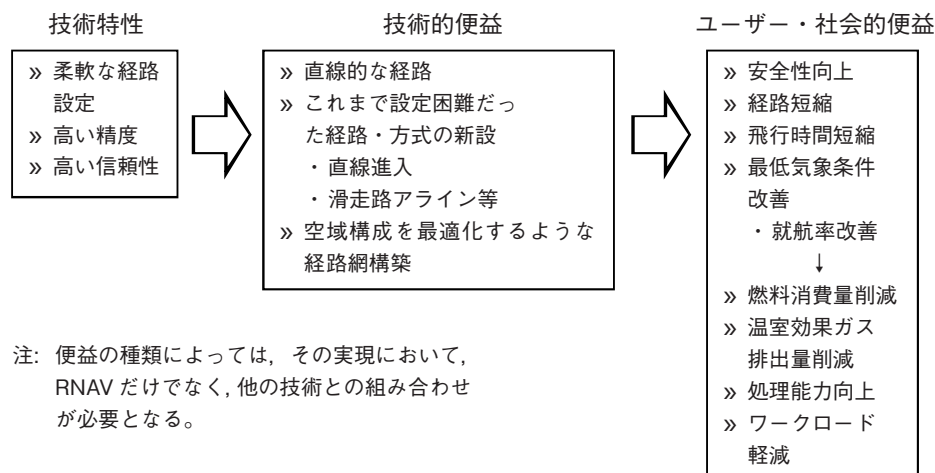 技術特性
» 柔軟な経路
設定
» 高い精度
» 高い信頼性
技術的便益
» 直線的な経路
» これまで設定困難だっ
た経路・方式の新設
・直線進入
・滑走路アライン等
» 空域構成を最適化するような
経路網構築
ユーザー・社会的便益
» 安全性向上
» 経路短縮
» 飛行時間短縮
» 最低気象条件
改善
・就航率改善
↓
» 燃料消費量削減
» 温室効果ガス
排出量削減
» 処理能力向上
» ワークロード
軽減
注: 便益の種類によっては, その実現において,
RNAV だけでなく, 他の技術との組み合わせ
が必要となる。